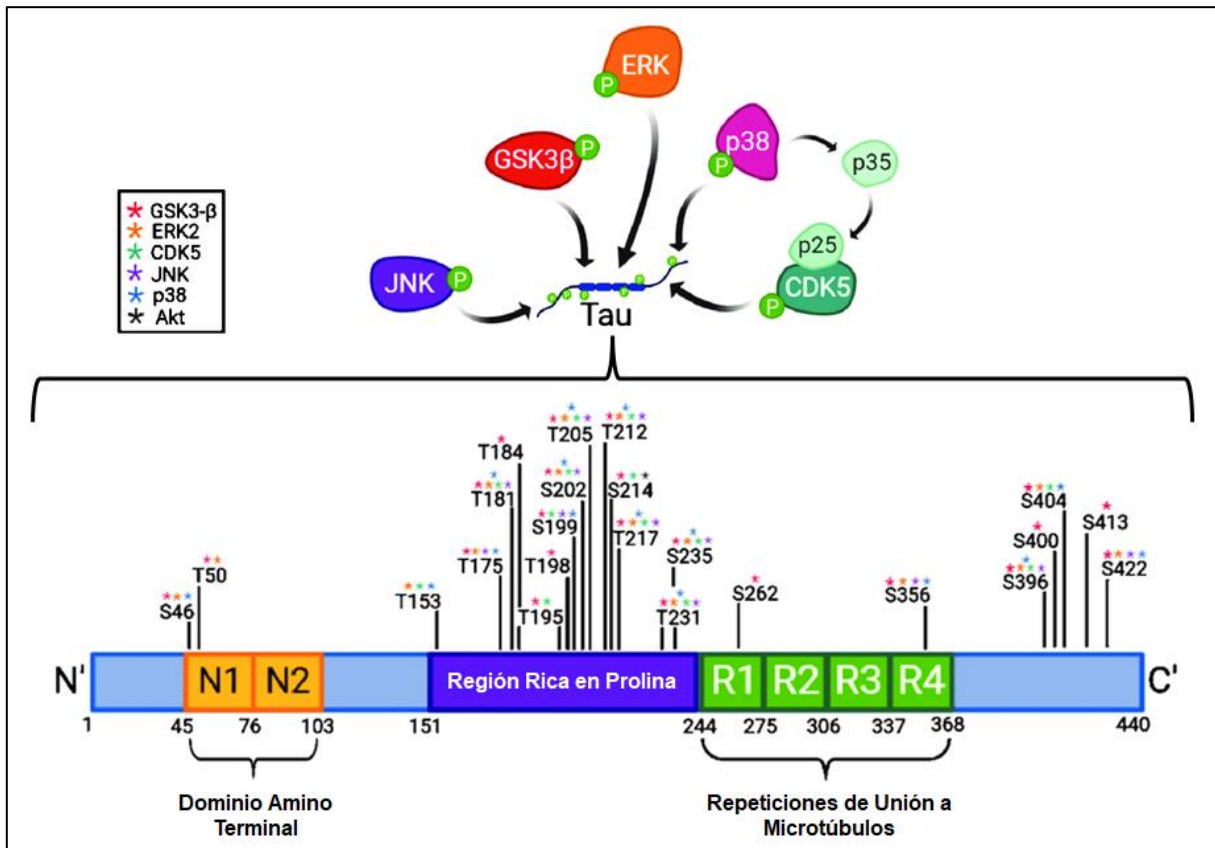 ERK
P
GSK3β
P
p38
P
p35
p25
CDK5
P
JNK
P
Tau
* GSK3-β
* ERK2
* CDK5
* JNK
* p38
* Akt
T205
T212
T184
T181
S202
S214
S199
T217
T175
T198
S235
T195
T231
T50
S46
T153
S262
S356
S404
S413
S400
S396
S422
N'
N1
N2
Región Rica en Prolina
R1
R2
R3
R4
C'
1
45
76
103
151
244
275
306
337
368
440
Dominio Amino
Terminal
Repeticiones de Unión a
Microtúbulos